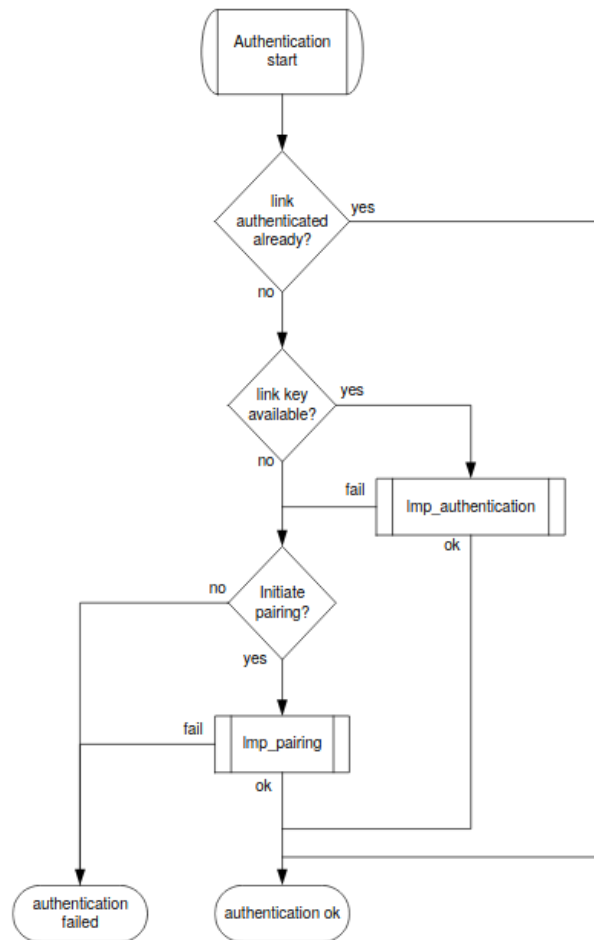 Authentication
start
link
authenticated
already?
yes
no
link key
available?
yes
no
fail
lmp_authentication
ok
no
Initiate
pairing?
yes
fail
lmp_pairing
ok
authentication
failed
authentication ok